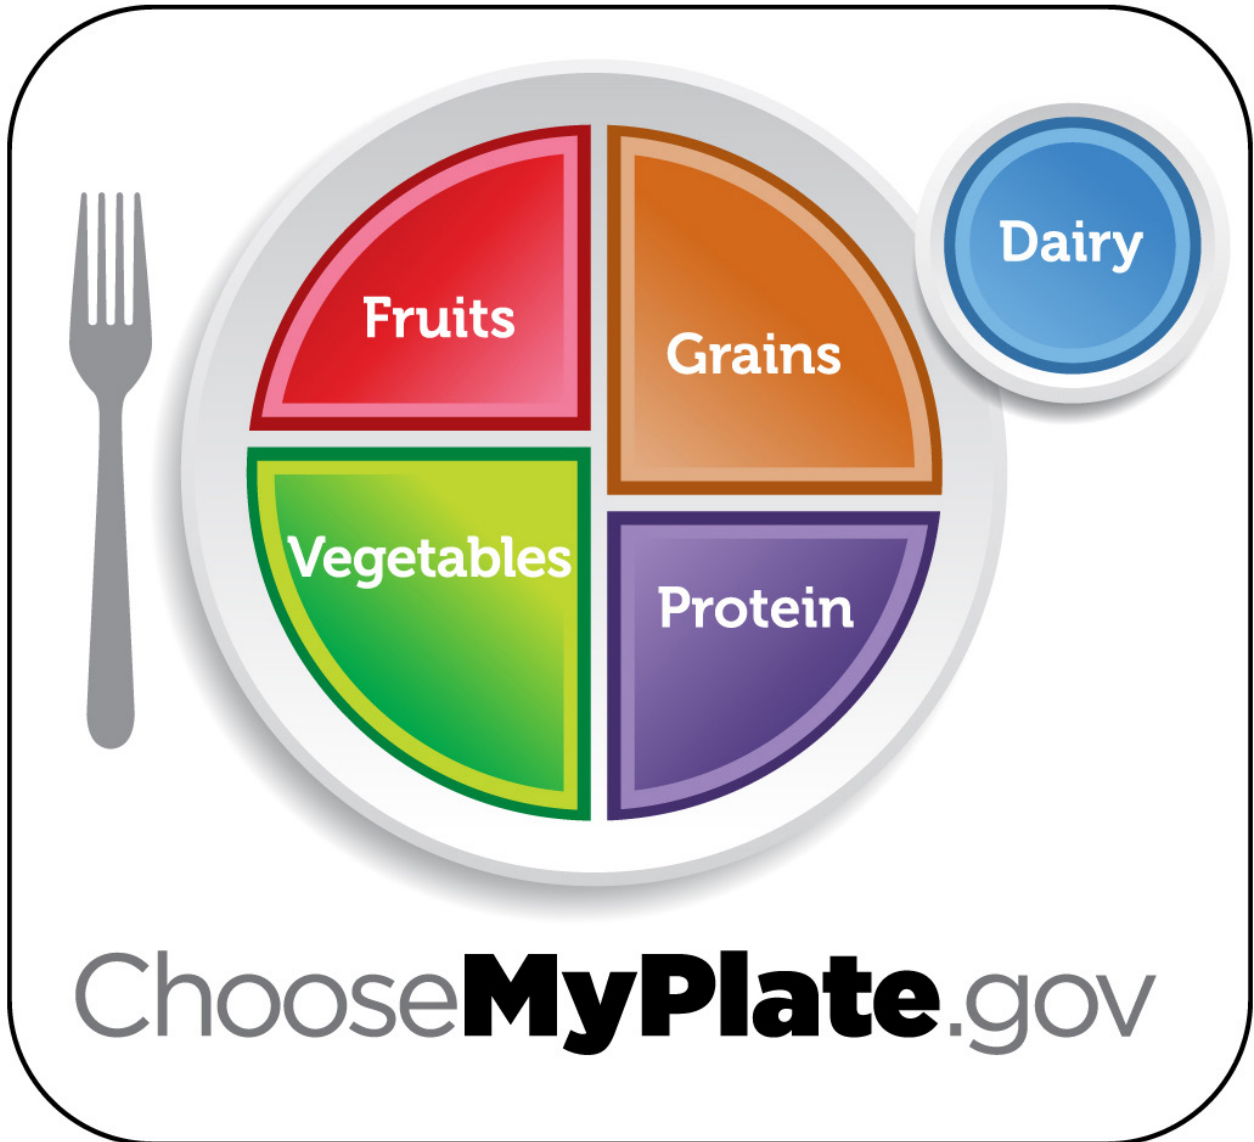 Fruits
Grains
Dairy
Vegetables
Protein
ChooseMyPlate.gov